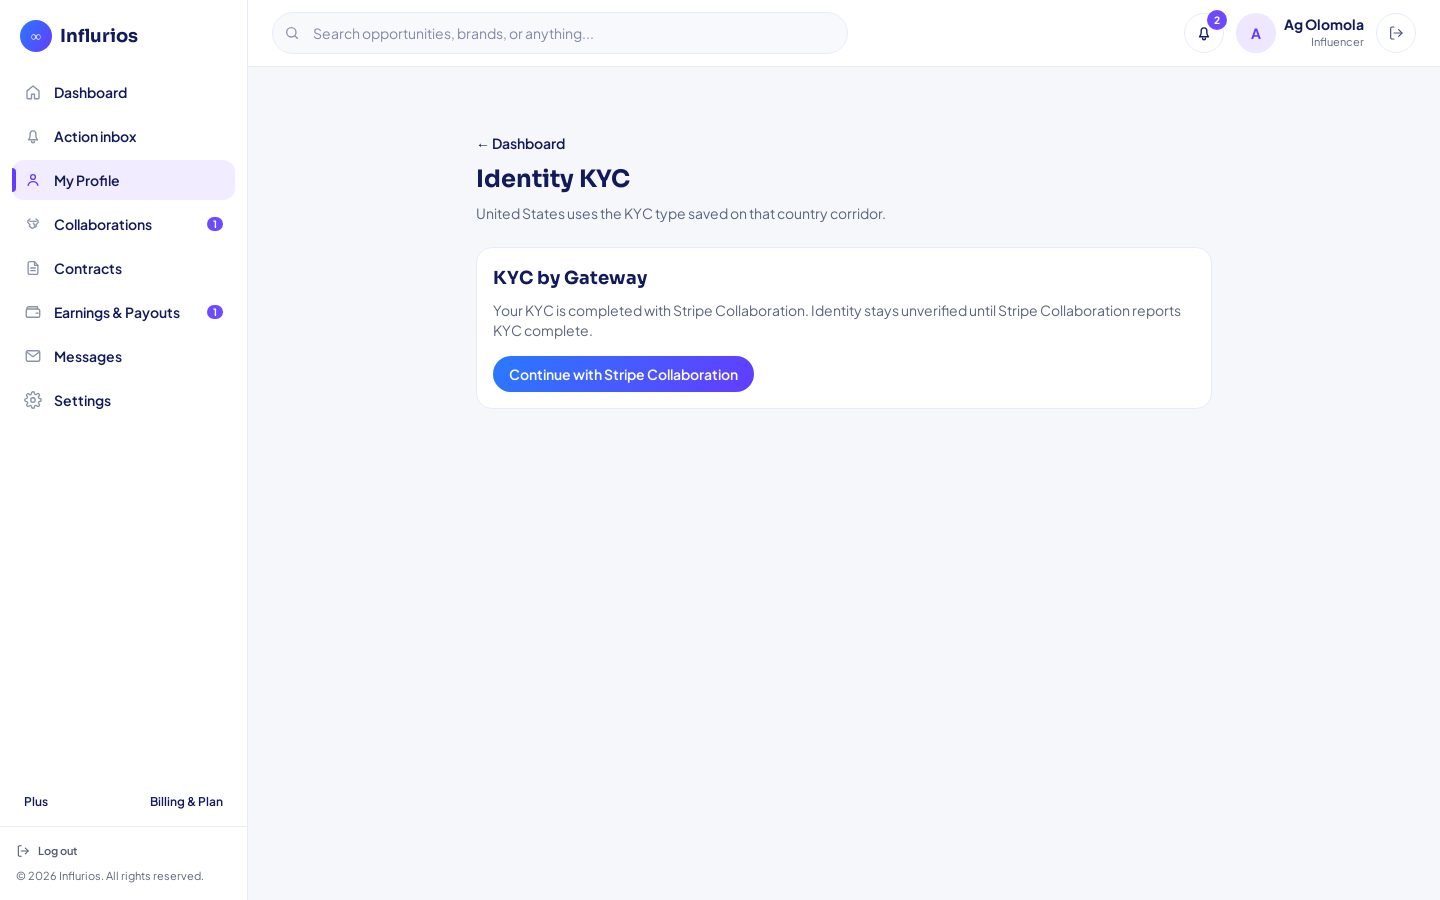 ∞ Influrios
Search opportunities, brands, or anything...
2
A
Ag Olomola
Influencer
Dashboard
Action inbox
My Profile
Collaborations 1
Contracts
Earnings & Payouts 1
Messages
Settings
← Dashboard
Identity KYC
United States uses the KYC type saved on that country corridor.
KYC by Gateway
Your KYC is completed with Stripe Collaboration. Identity stays unverified until Stripe Collaboration reports
KYC complete.
Continue with Stripe Collaboration
Plus Billing & Plan
Log out
© 2026 Influrios. All rights reserved.